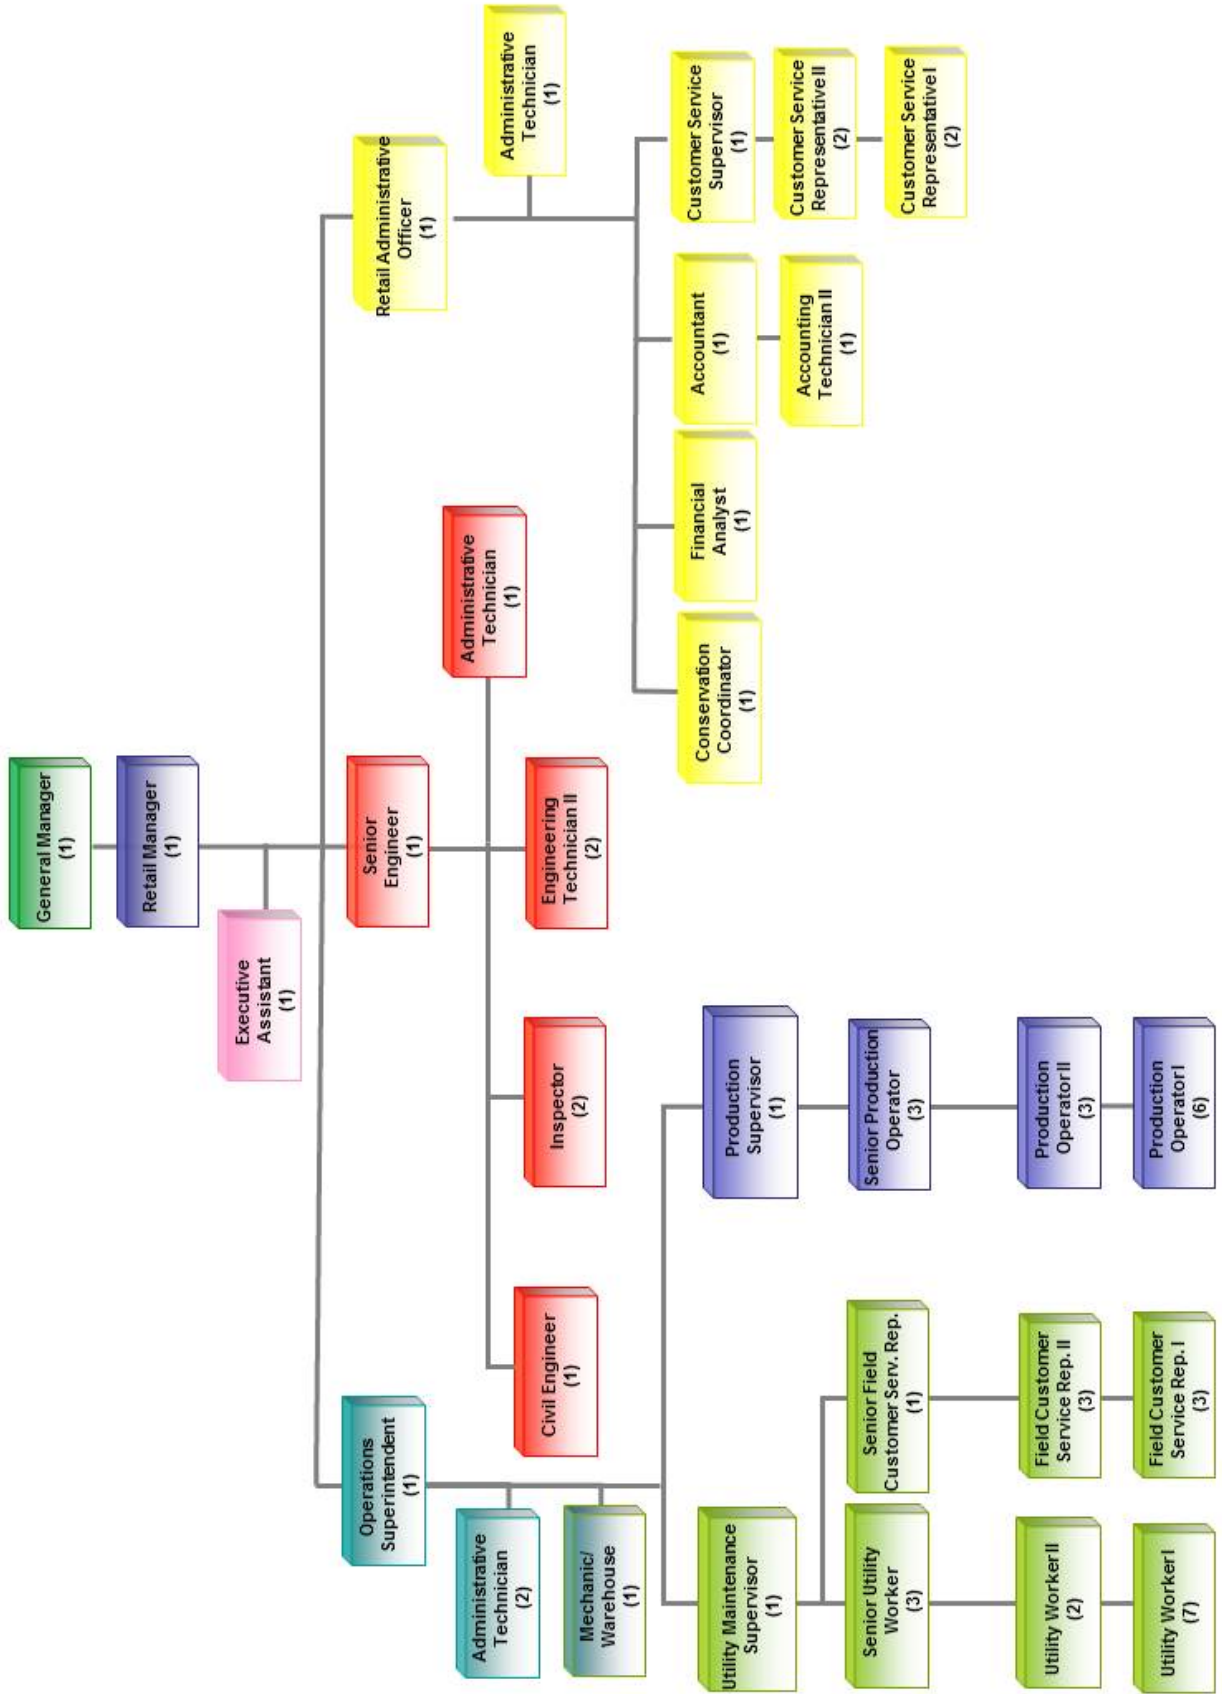 General Manager
(1)
Retail Manager
(1)
Executive
Assistant
(1)
Operations
Superintendent
(1)
Senior
Engineer
(1)
Retail Administrative
Officer
(1)
Administrative
Technician
(2)
Mechanic/
Warehouse
(1)
Administrative
Technician
(1)
Administrative
Technician
(1)
Civil Engineer
(1)
Inspector
(2)
Engineering
Technician II
(2)
Utility Maintenance
Supervisor
(1)
Production
Supervisor
(1)
Conservation
Coordinator
(1)
Financial
Analyst
(1)
Accountant
(1)
Customer Service
Supervisor
(1)
Senior Utility
Worker
(3)
Senior Field
Customer Serv. Rep.
(1)
Senior Production
Operator
(3)
Accounting
Technician II
(1)
Customer Service
Representative II
(2)
Customer Service
Representative I
(2)
Utility Worker II
(2)
Field Customer
Service Rep. II
(3)
Production
Operator II
(3)
Utility Worker I
(7)
Field Customer
Service Rep. I
(3)
Production
Operator I
(6)